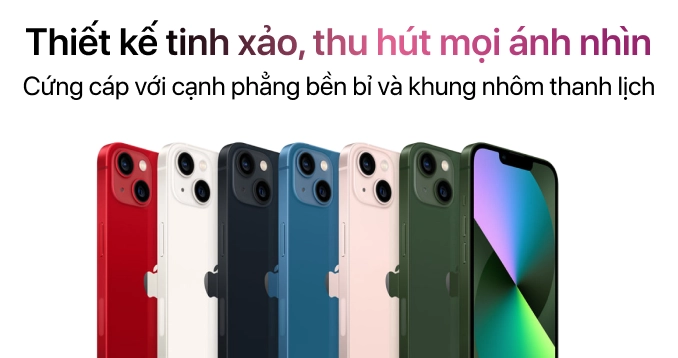 Thiết kế tinh xảo, thu hút mọi ánh nhìn
Cứng cáp với cạnh phẳng bền bỉ và khung nhôm thanh lịch